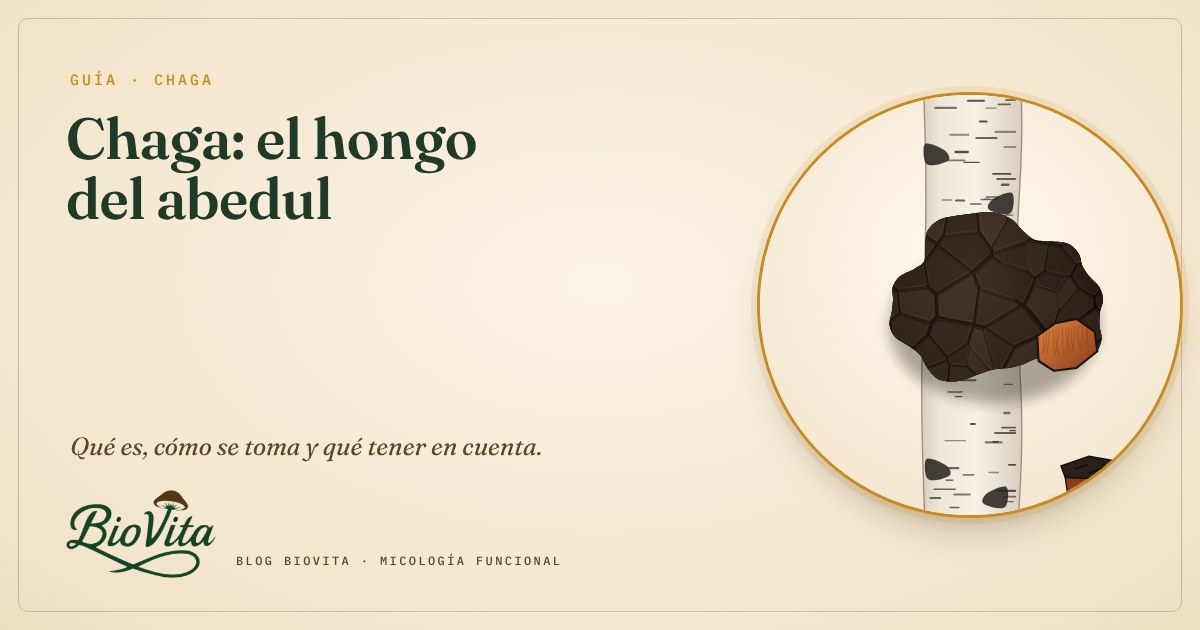 GUÍA · CHAGA
Chaga: el hongo
del abedul
Qué es, cómo se toma y qué tener en cuenta.
BioVita
BLOG BIOVITA · MICOLOGÍA FUNCIONAL